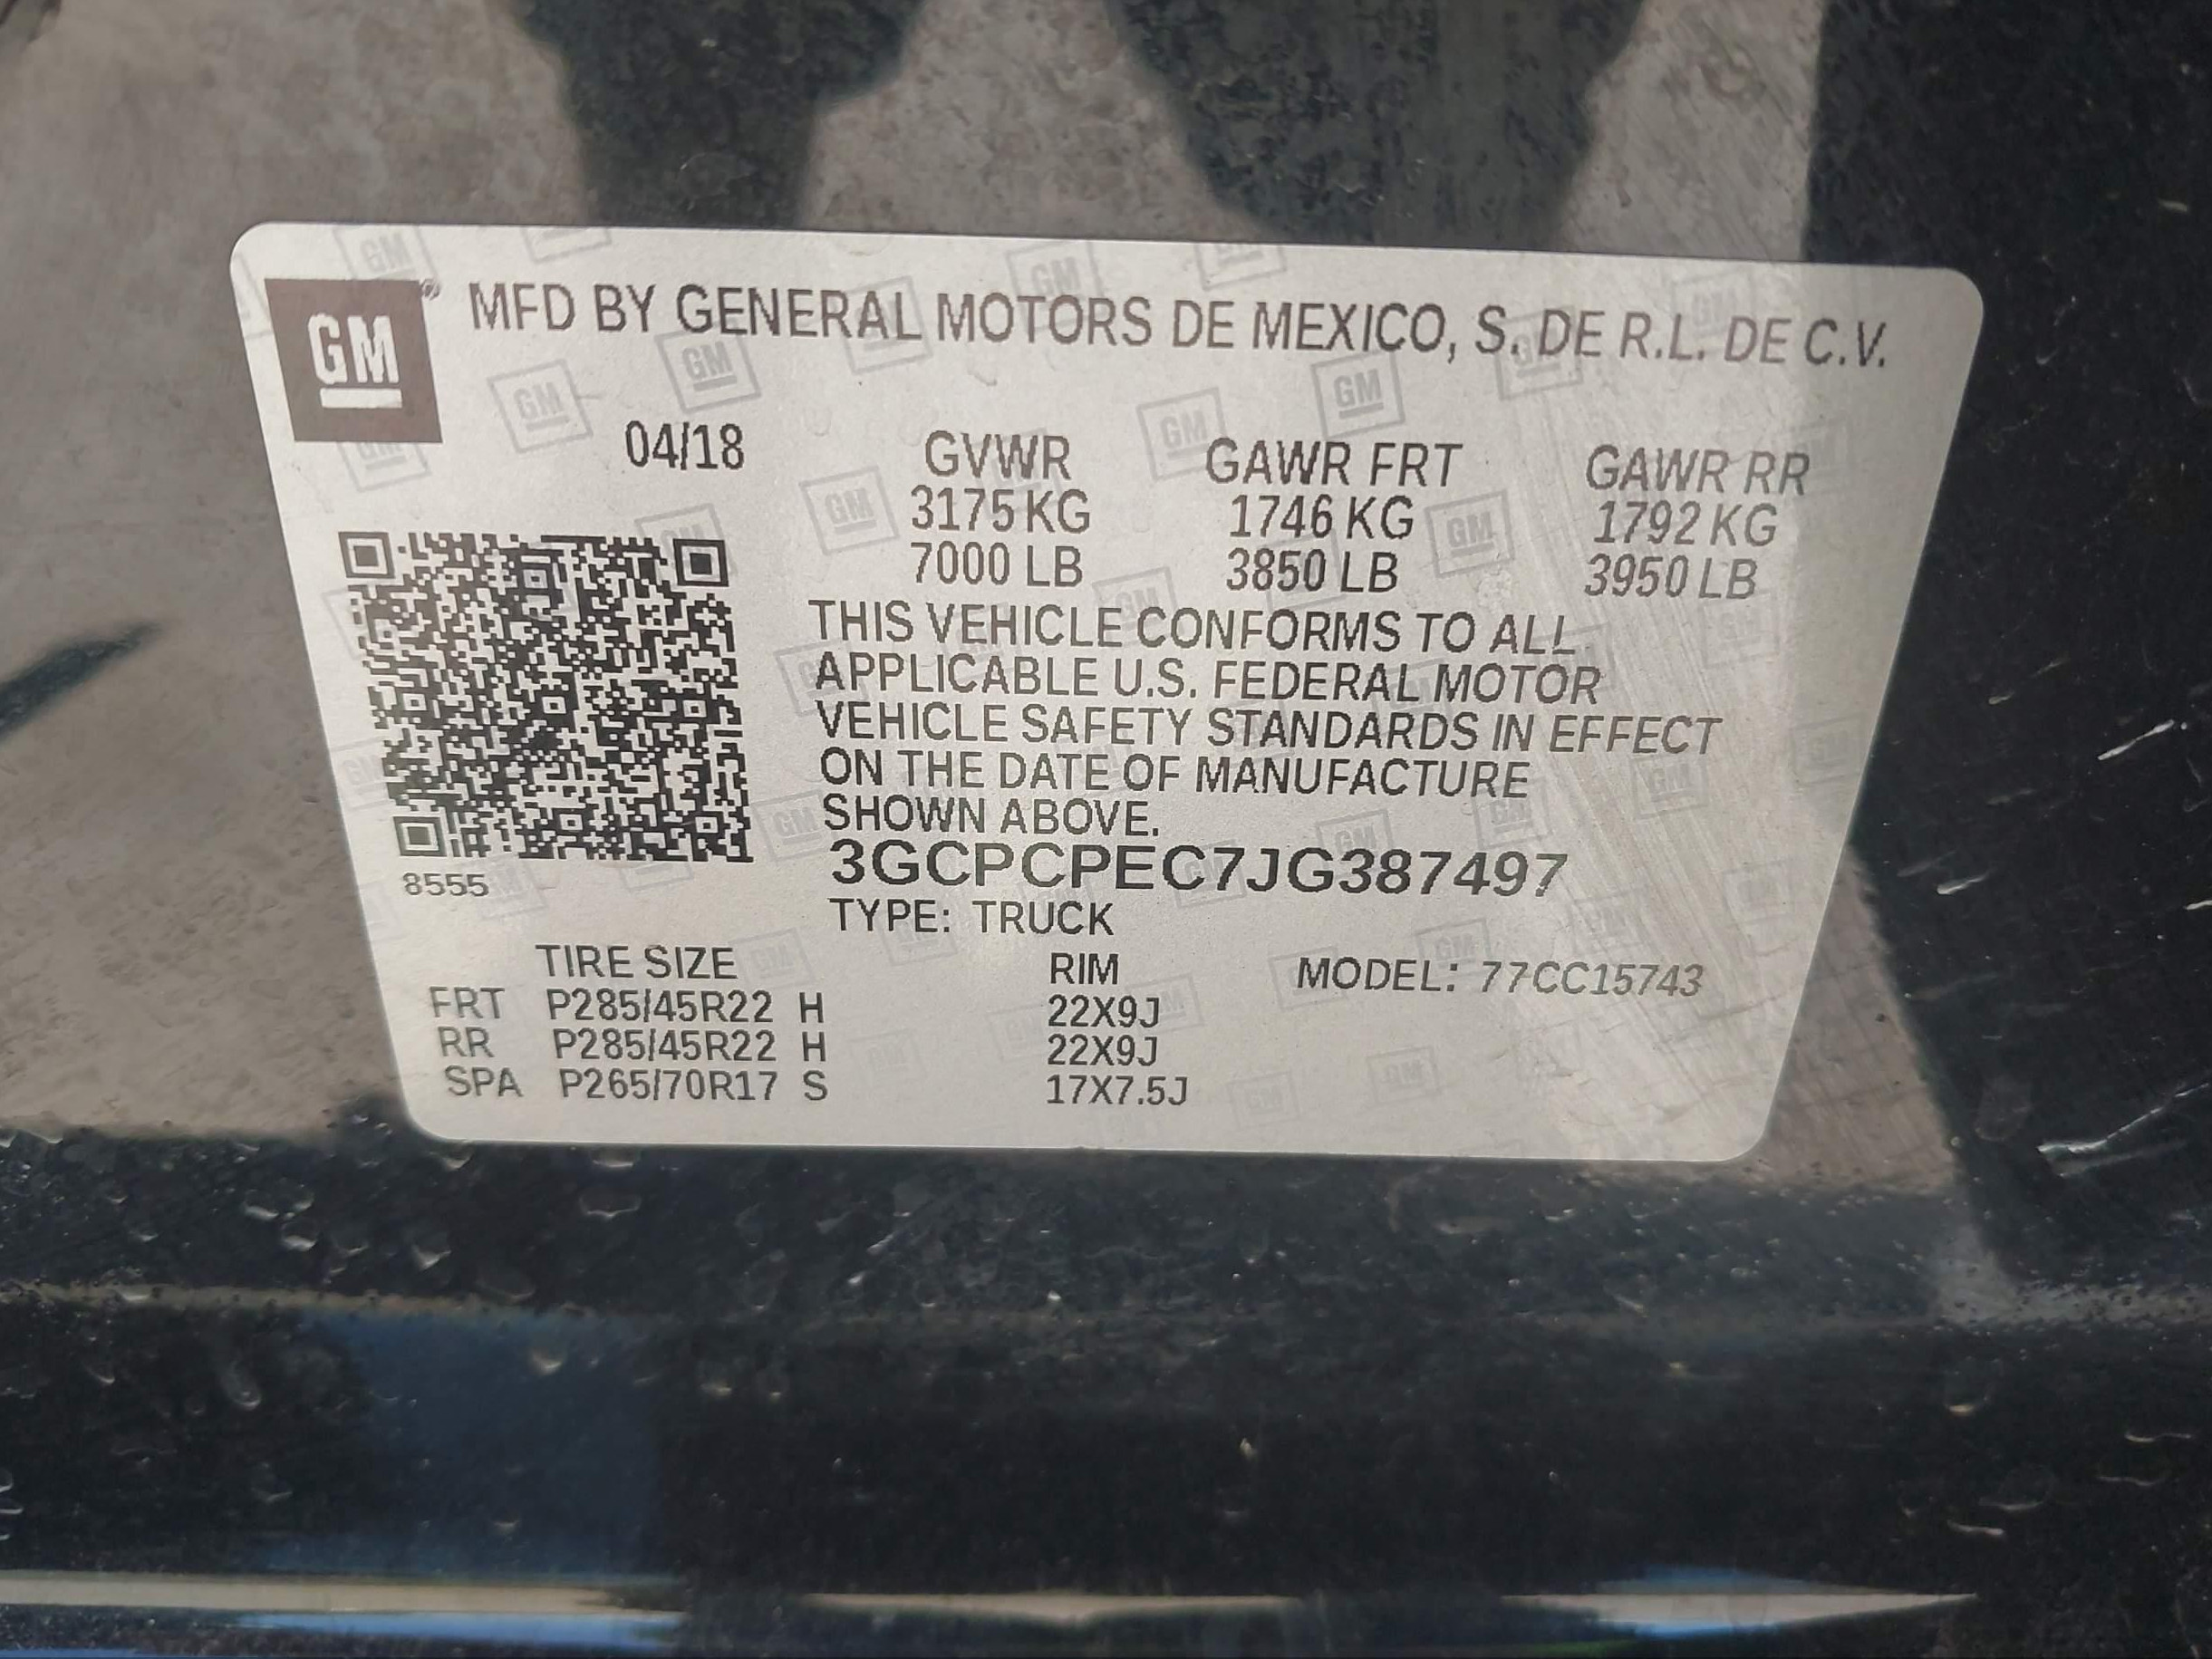 GM ® MFD BY GENERAL MOTORS DE MEXICO, S. DE R.L. DE C.V.
04/18 GVWR GAWR FRT GAWR RR
3175 KG 1746 KG 1792 KG
7000 LB 3850 LB 3950 LB
THIS VEHICLE CONFORMS TO ALL
APPLICABLE U.S. FEDERAL MOTOR
VEHICLE SAFETY STANDARDS IN EFFECT
ON THE DATE OF MANUFACTURE
SHOWN ABOVE.
3GCPCPEC7JG387497
8555
TYPE: TRUCK
TIRE SIZE RIM MODEL: 77CC15743
FRT P285/45R22 H 22X9J
RR P285/45R22 H 22X9J
SPA P265/70R17 S 17X7.5J